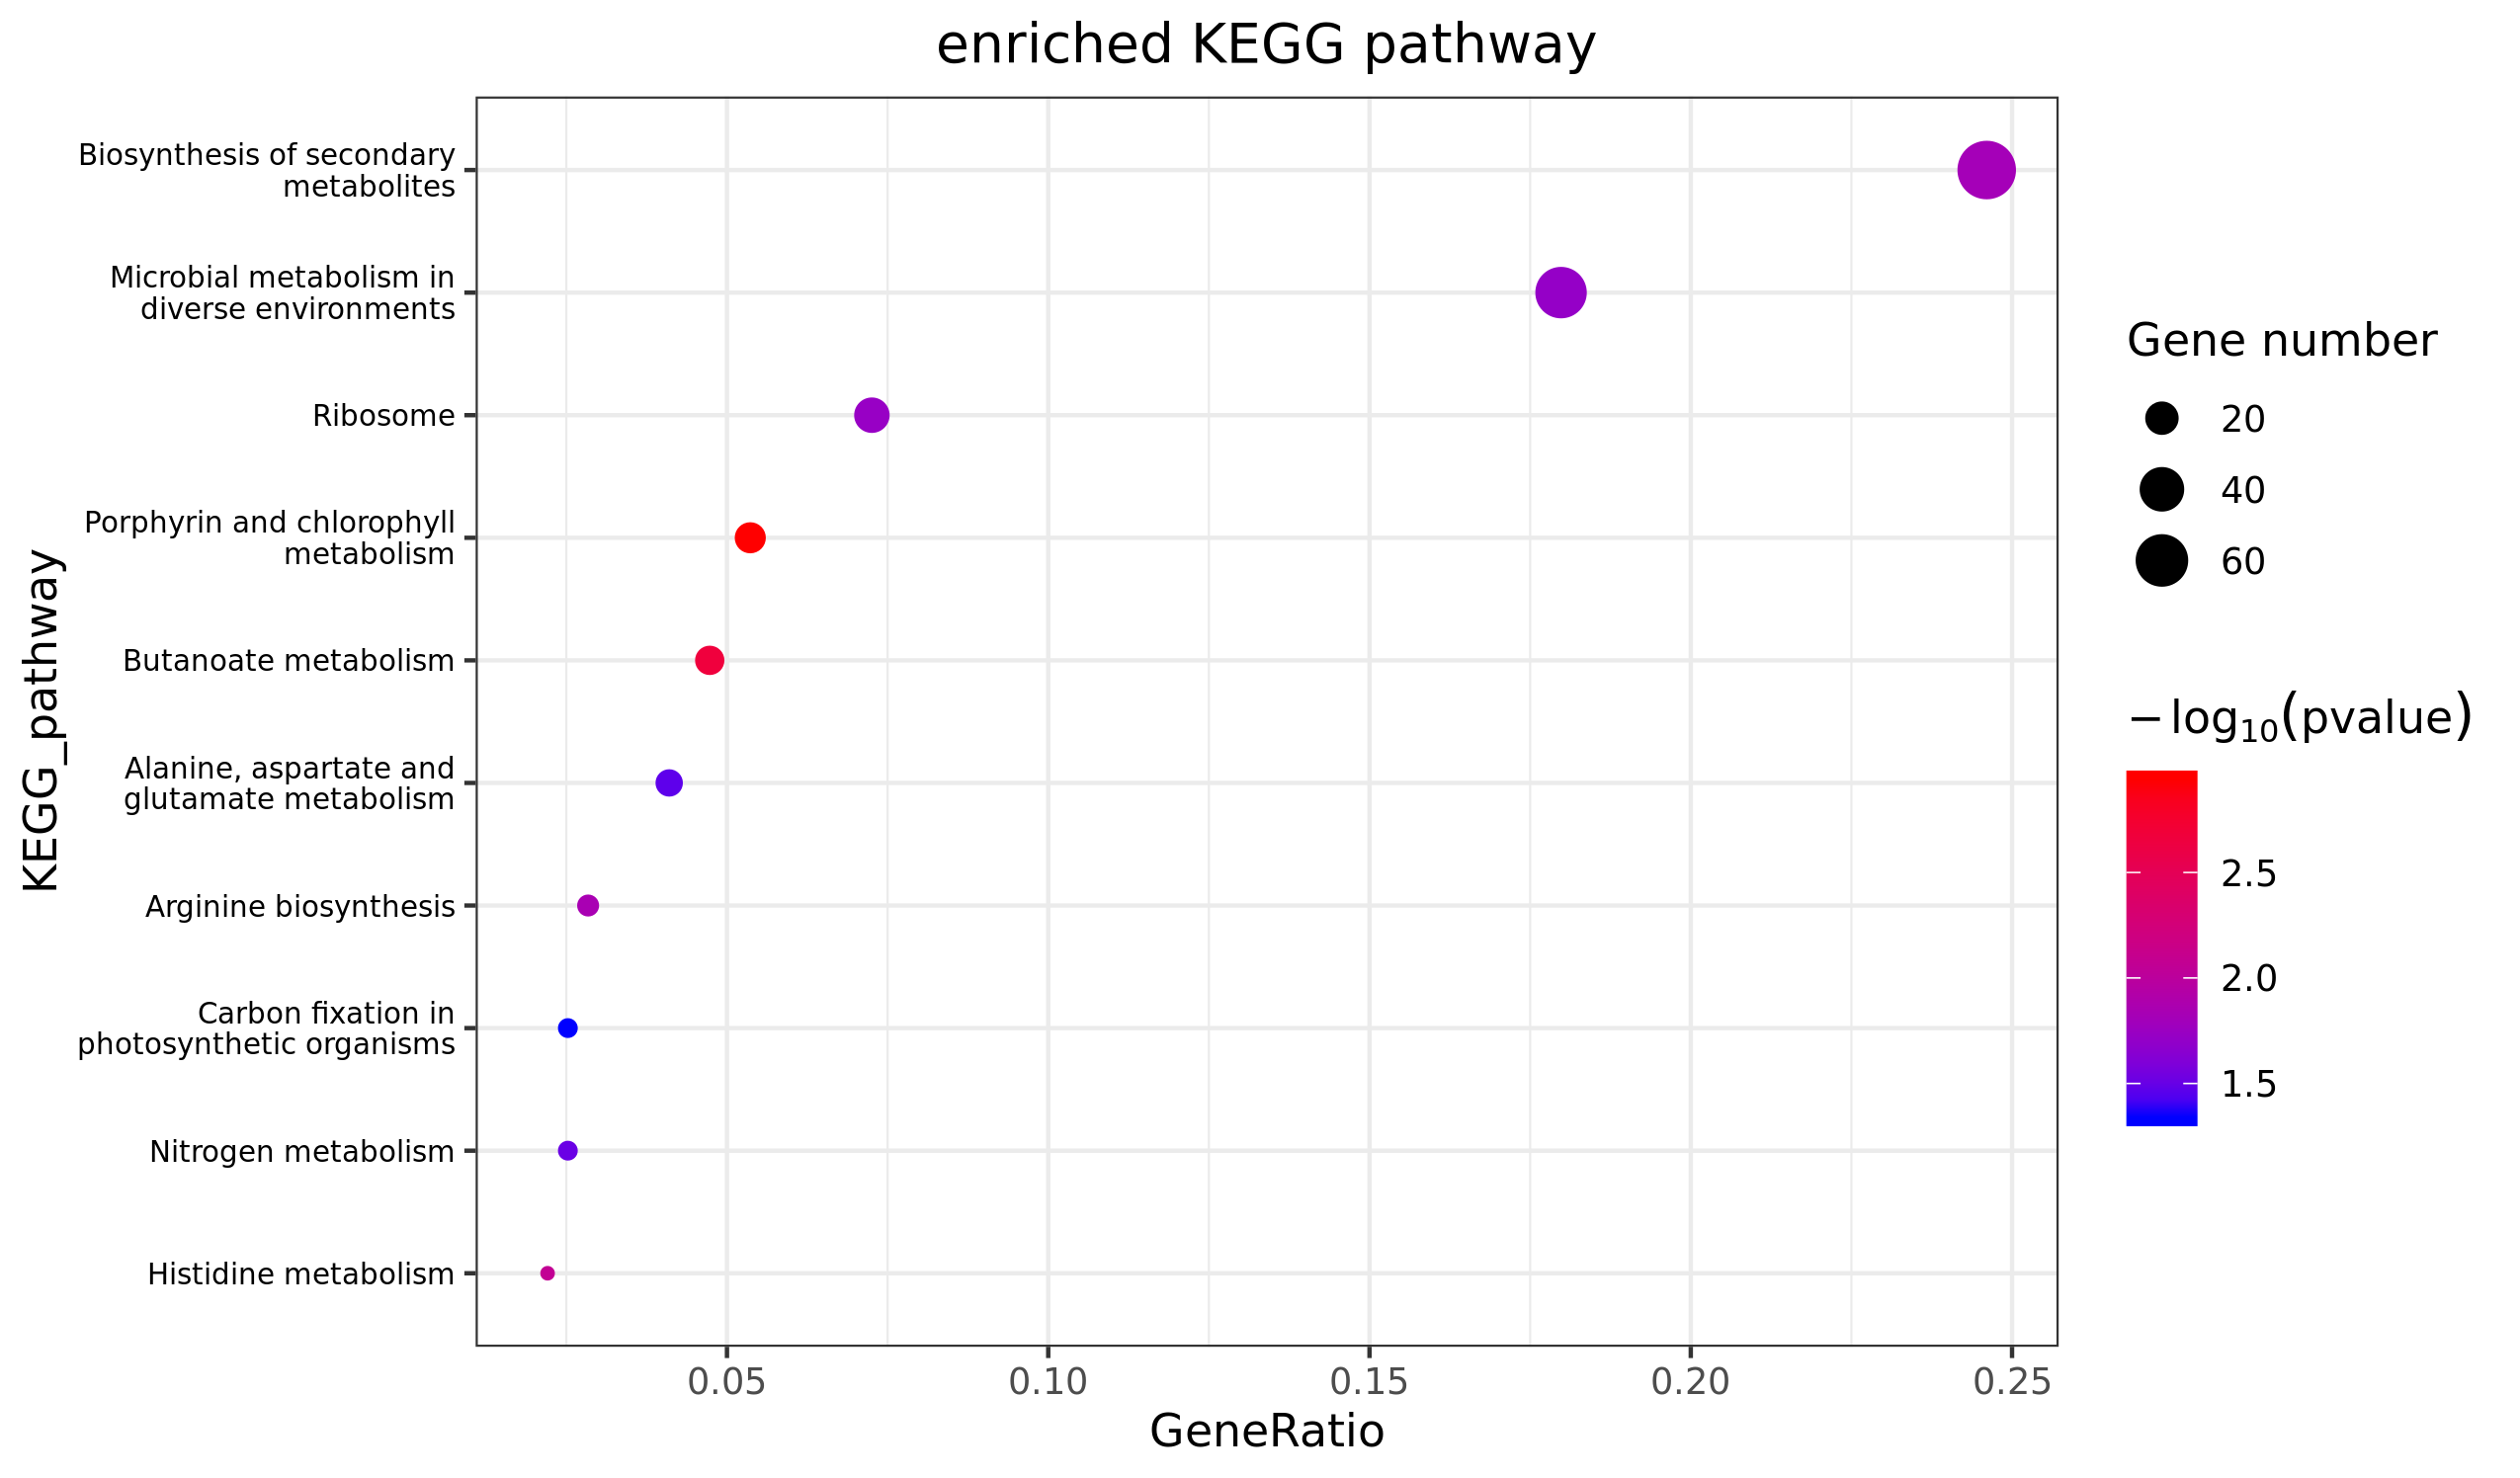 enriched KEGG pathway
KEGG_pathway
Biosynthesis of secondary
metabolites
Microbial metabolism in
diverse environments
Ribosome
Porphyrin and chlorophyll
metabolism
Butanoate metabolism
Alanine, aspartate and
glutamate metabolism
Arginine biosynthesis
Carbon fixation in
photosynthetic organisms
Nitrogen metabolism
Histidine metabolism
0.05 0.10 0.15 0.20 0.25
GeneRatio
Gene number
20
40
60
−log₁₀(pvalue)
2.5
2.0
1.5